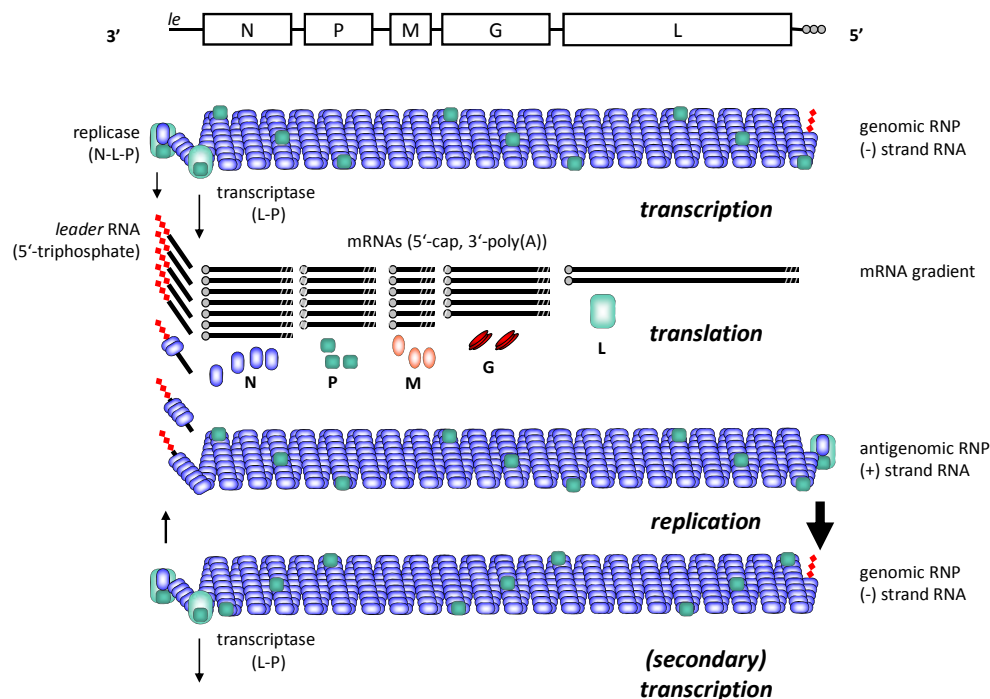 le
3’ N P M G L 5’
replicase
(N-L-P)
genomic RNP
(-) strand RNA
transcriptase
(L-P)
transcription
leader RNA
(5‘-triphosphate)
mRNAs (5‘-cap, 3‘-poly(A))
mRNA gradient
translation
N P M G L
antigenomic RNP
(+) strand RNA
replication
genomic RNP
(-) strand RNA
transcriptase
(L-P)
(secondary)
transcription